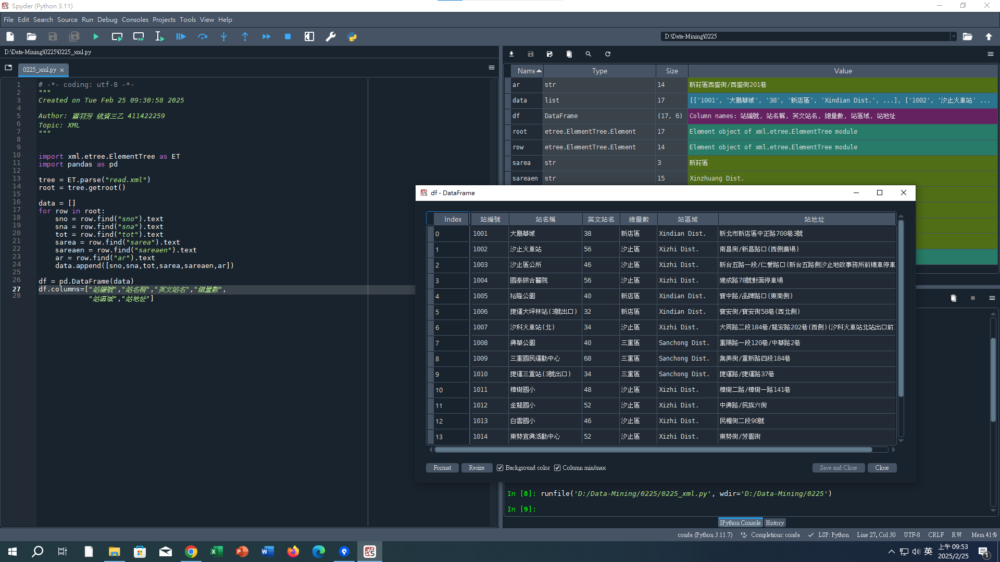 Spyder (Python 3.11)
File Edit Search Source Run Debug Consoles Projects Tools View Help
D:\Data-Mining\0225
D:\Data-Mining\0225\0225_xml.py
0225_xml.py
1 # -*- coding: utf-8 -*-
2 """
3 Created on Tue Feb 25 09:30:58 2025
4
5 Author: 蕭羽芳 統資三乙 411422259
6 Topic: XML
7 """
8
9
10 import xml.etree.ElementTree as ET
11 import pandas as pd
12
13 tree = ET.parse("read.xml")
14 root = tree.getroot()
15
16 data = []
17 for row in root:
18 sno = row.find("sno").text
19 sna = row.find("sna").text
20 tot = row.find("tot").text
21 sarea = row.find("sarea").text
22 sareaen = row.find("sareaen").text
23 ar = row.find("ar").text
24 data.append([sno,sna,tot,sarea,sareaen,ar])
25
26 df = pd.DataFrame(data)
27 df.columns=["站編號","站名稱","英文站名","總量數",
28 "站區域","站地址"]
Name Type Size Value
ar str 14 新莊區西盛街/西盛街201巷
data list 17 [['1001', '大鵬華城', '38', '新店區', 'Xindian Dist.', ...], ['1002', '汐止火車站' ...
df DataFrame (17, 6) Column names: 站編號, 站名稱, 英文站名, 總量數, 站區域, 站地址
root etree.ElementTree.Element 17 Element object of xml.etree.ElementTree module
row etree.ElementTree.Element 14 Element object of xml.etree.ElementTree module
sarea str 3 新莊區
sareaen str 15 Xinzhuang Dist.
df - DataFrame
Index 站編號 站名稱 英文站名 總量數 站區域 站地址
0 1001 大鵬華城 38 新店區 Xindian Dist. 新北市新店區中正路700巷3號
1 1002 汐止火車站 56 汐止區 Xizhi Dist. 南昌街/新昌路口(西側廣場)
2 1003 汐止區公所 46 汐止區 Xizhi Dist. 新台五路一段/仁愛路口(新台五路側汐止地政事務所前機車停車
3 1004 國泰綜合醫院 56 汐止區 Xizhi Dist. 建成路78號對面停車場
4 1005 裕隆公園 40 新店區 Xindian Dist. 寶中路/品牌路口(東南側)
5 1006 捷運大坪林站(3號出口) 32 新店區 Xindian Dist. 寶安街/寶安街58巷(西北側)
6 1007 汐科火車站(北) 34 汐止區 Xizhi Dist. 大同路二段184巷/龍安路202巷(西側)(汐科火車站北站出口前
7 1008 興華公園 40 三重區 Sanchong Dist. 重陽路一段120巷/中華路2巷
8 1009 三重國民運動中心 68 三重區 Sanchong Dist. 集美街/重新路四段184巷
9 1010 捷運三重站(3號出口) 34 三重區 Sanchong Dist. 捷運路/捷運路37巷
10 1011 樟樹國小 48 汐止區 Xizhi Dist. 樟樹二路/樟樹一路141巷
11 1012 金龍國小 52 汐止區 Xizhi Dist. 中興路/民族六街
12 1013 白雲國小 46 汐止區 Xizhi Dist. 民權街二段90號
13 1014 東勢宜興活動中心 52 汐止區 Xizhi Dist. 東勢街/芳園街
Format Resize Background color Column min/max Save and Close Close
In [8]: runfile('D:/Data-Mining/0225/0225_xml.py', wdir='D:/Data-Mining/0225')
In [9]:
IPython Console History
conda (Python 3.11.7) Completions: conda LSP: Python Line 27, Col 30 UTF-8 CRLF RW Mem 41%
英 上午 09:53
2025/2/25
1